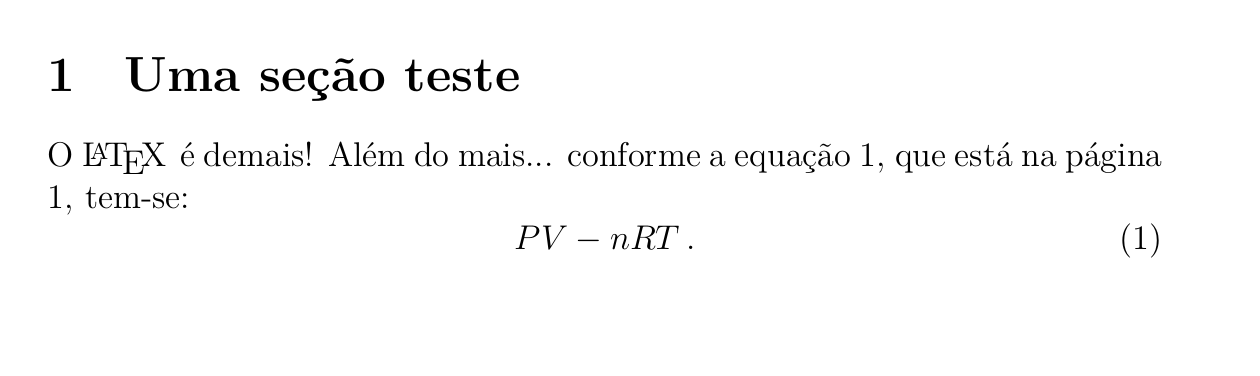 1 Uma seção teste
O LATEX é demais! Além do mais... conforme a equação 1, que está na página
1, tem-se:
PV − nRT . (1)